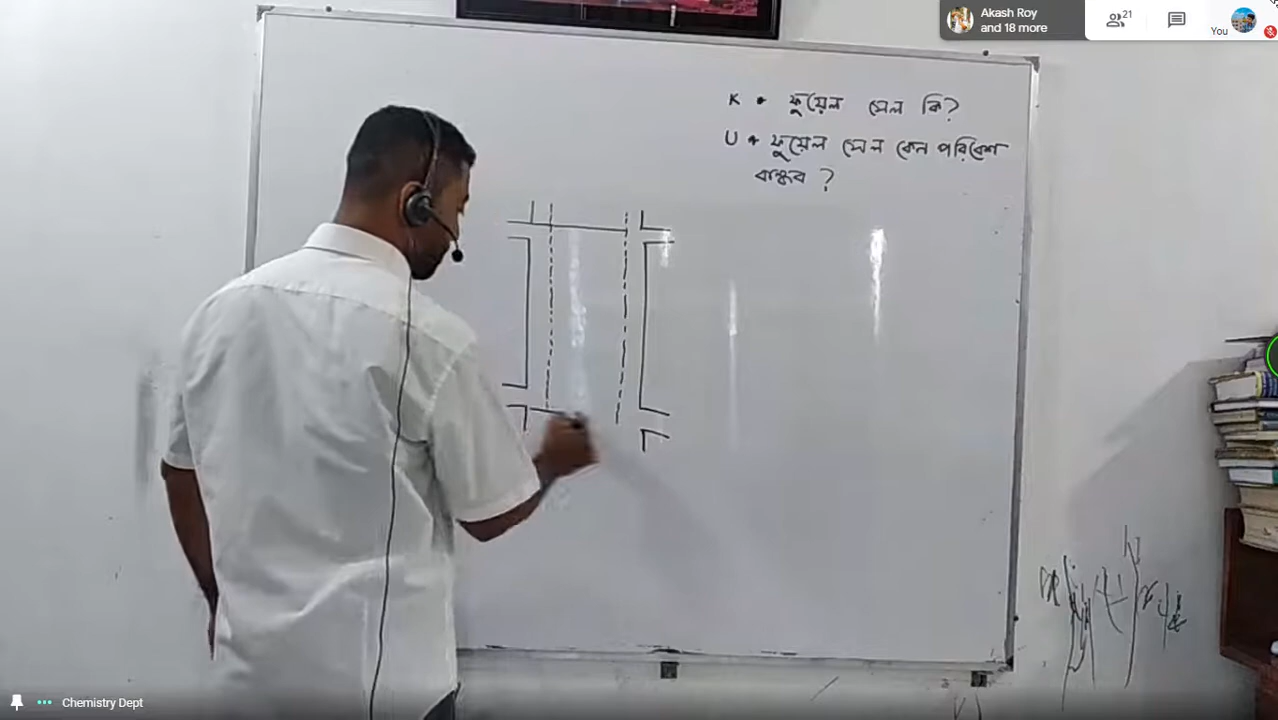 Akash Roy
and 18 more
21
You
K • ফুয়েল সেল কি?
U • ফুয়েল সেল কেন পরিবেশ
বান্ধব ?
Chemistry Dept